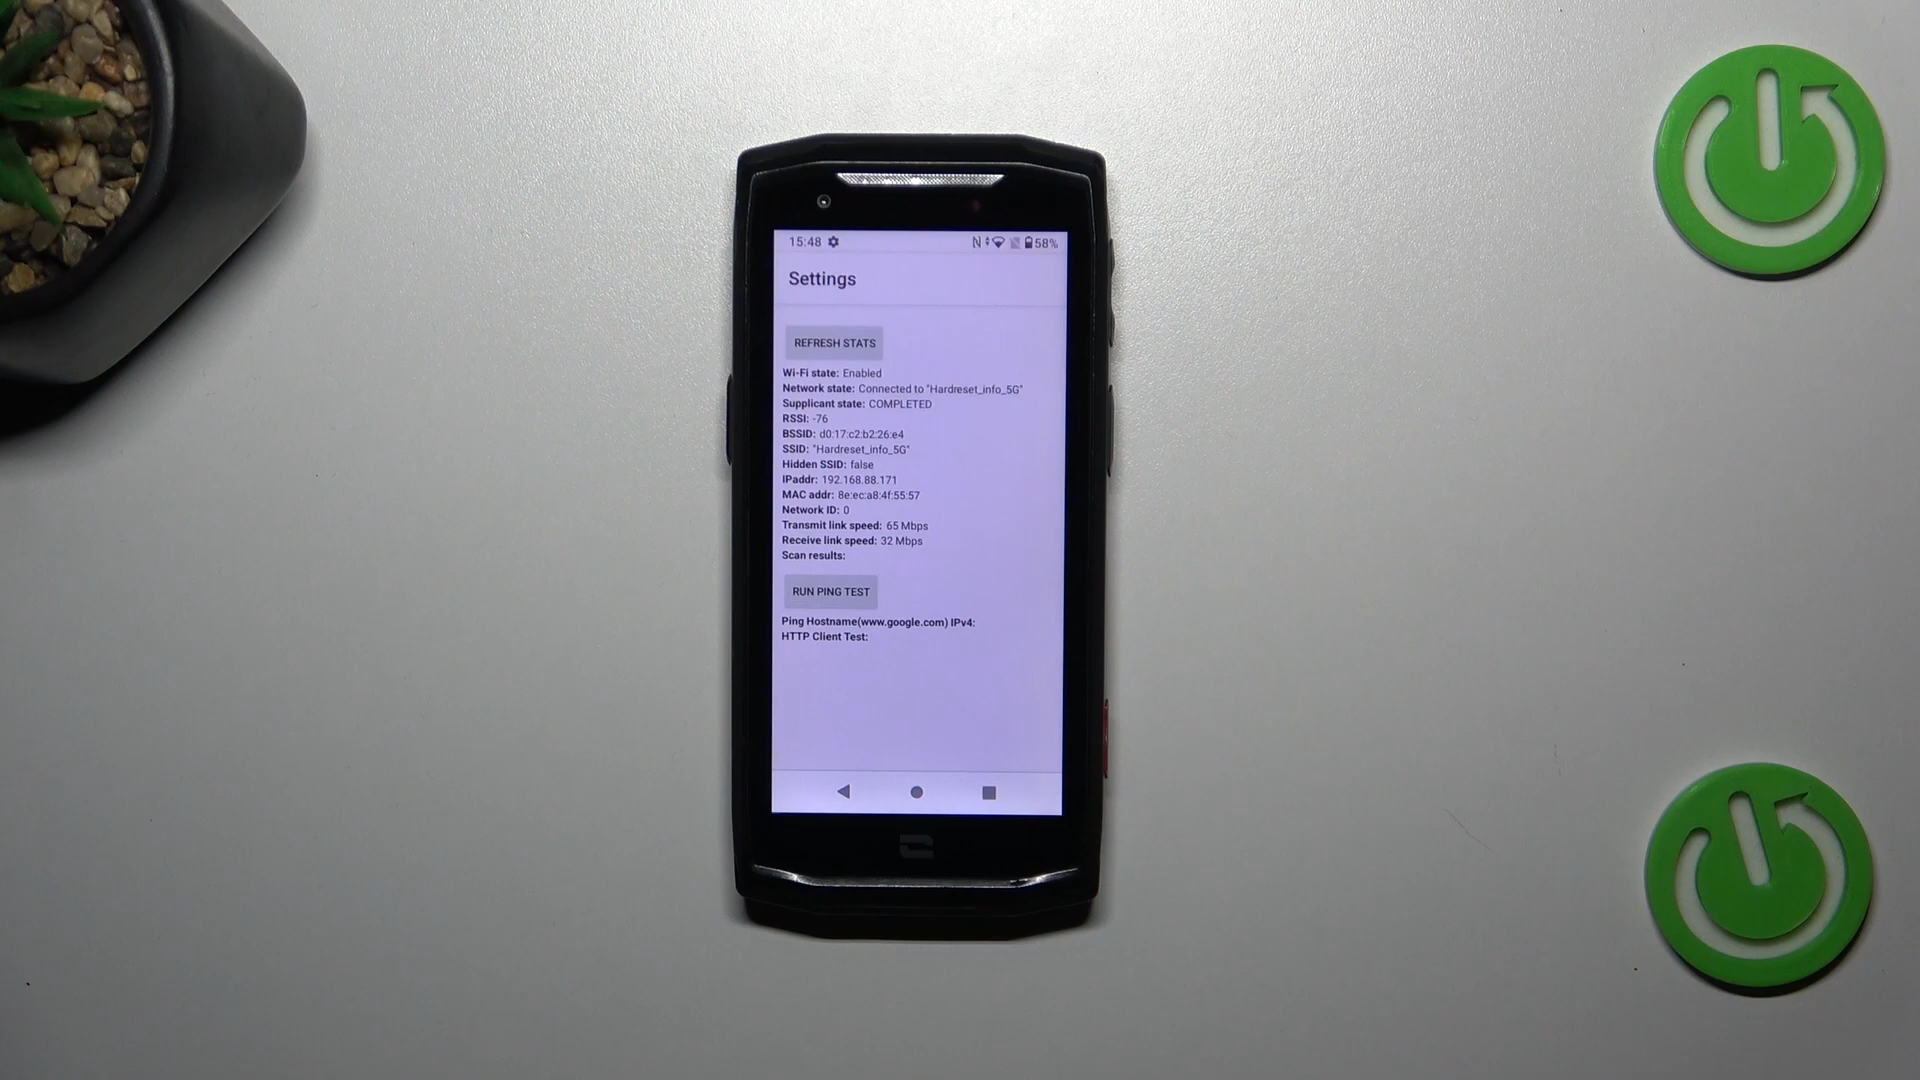 15:48 58%
Settings
REFRESH STATS
Wi-Fi state: Enabled
Network state: Connected to "Hardreset_info_5G"
Supplicant state: COMPLETED
RSSI: -76
BSSID: d0:17:c2:b2:26:e4
SSID: "Hardreset_info_5G"
Hidden SSID: false
IPaddr: 192.168.88.171
MAC addr: 8e:ec:a8:4f:55:57
Network ID: 0
Transmit link speed: 65 Mbps
Receive link speed: 32 Mbps
Scan results:
RUN PING TEST
Ping Hostname(www.google.com) IPv4:
HTTP Client Test: